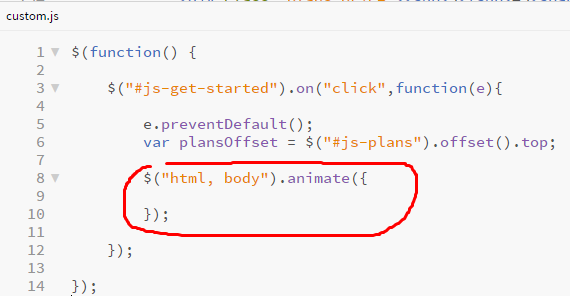 custom.js
1 $(function() {
2
3 $("#js-get-started").on("click",function(e){
4
5 e.preventDefault();
6 var plansOffset = $("#js-plans").offset().top;
7
8 $("html, body").animate({
9
10 });
11
12 });
13
14 });